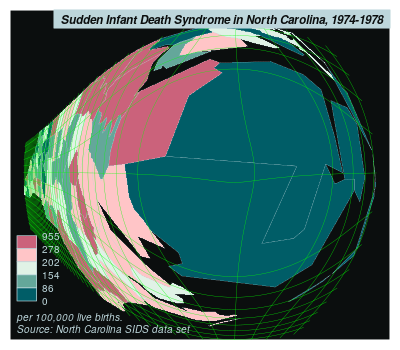 Sudden Infant Death Syndrome in North Carolina, 1974-1978
955
278
202
154
86
0
per 100,000 live births.
Source: North Carolina SIDS data set